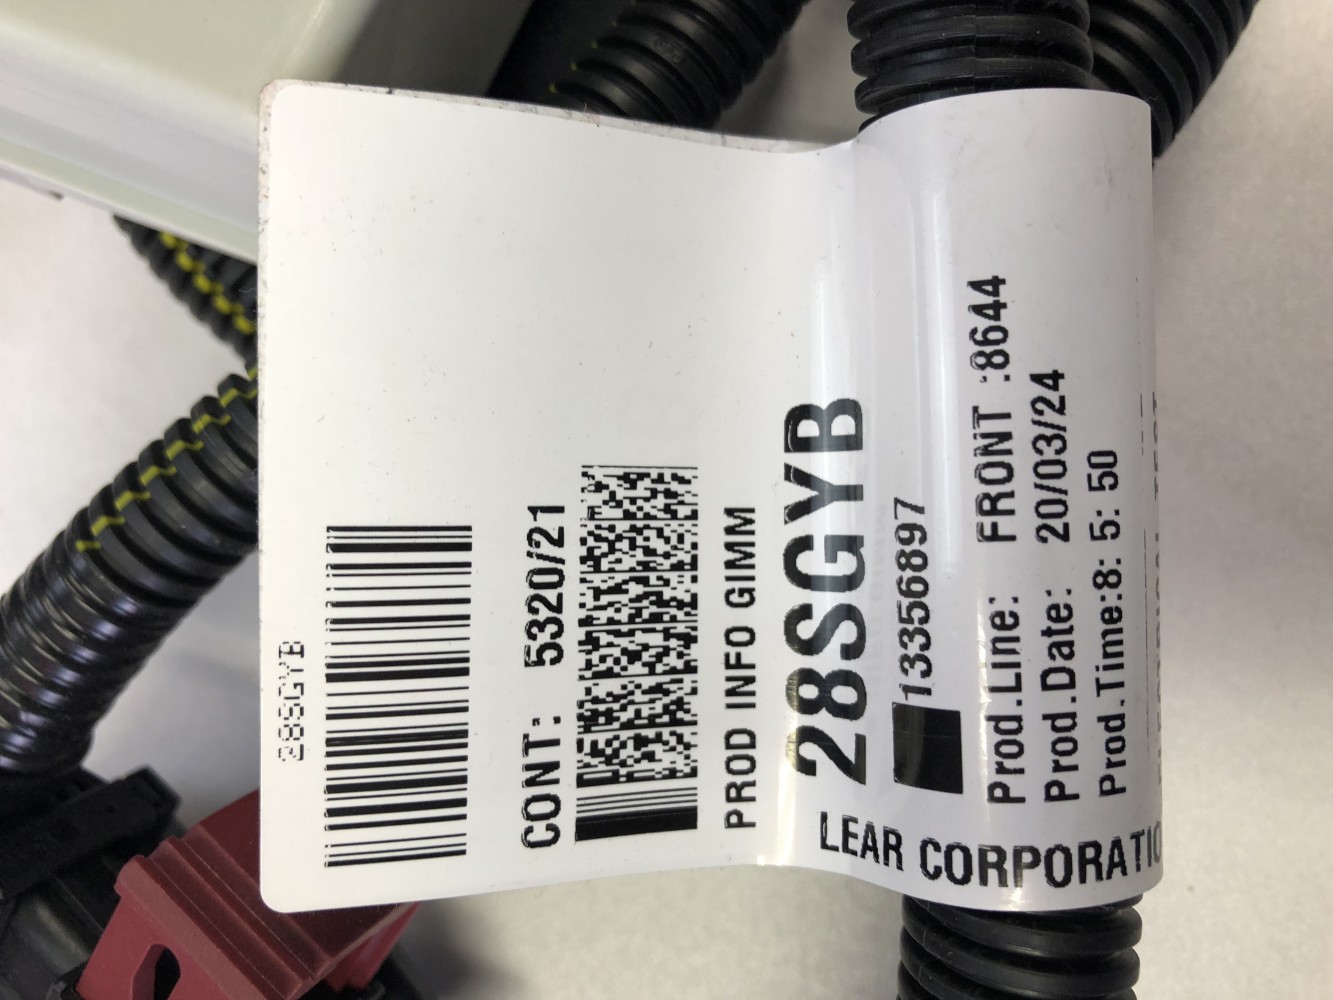 28SGYB
CONT: 5320/21
PROD INFO GIMM
28SGYB
13356897
Prod.Line: FRONT :8644
Prod.Date: 20/03/24
Prod.Time:8: 5: 50
LEAR CORPORATIO